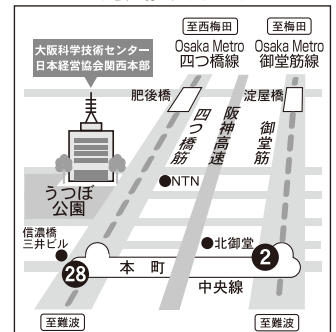 至西梅田
至梅田
大阪科学技術センター
日本経営協会関西本部
Osaka Metro
四つ橋線
Osaka Metro
御堂筋線
肥後橋
淀屋橋
四つ橋筋
阪神高速
御堂筋
うつぼ
公園
●NTN
信濃橋
三井ビル
●北御堂
28
本町
2
中央線
至難波
至難波